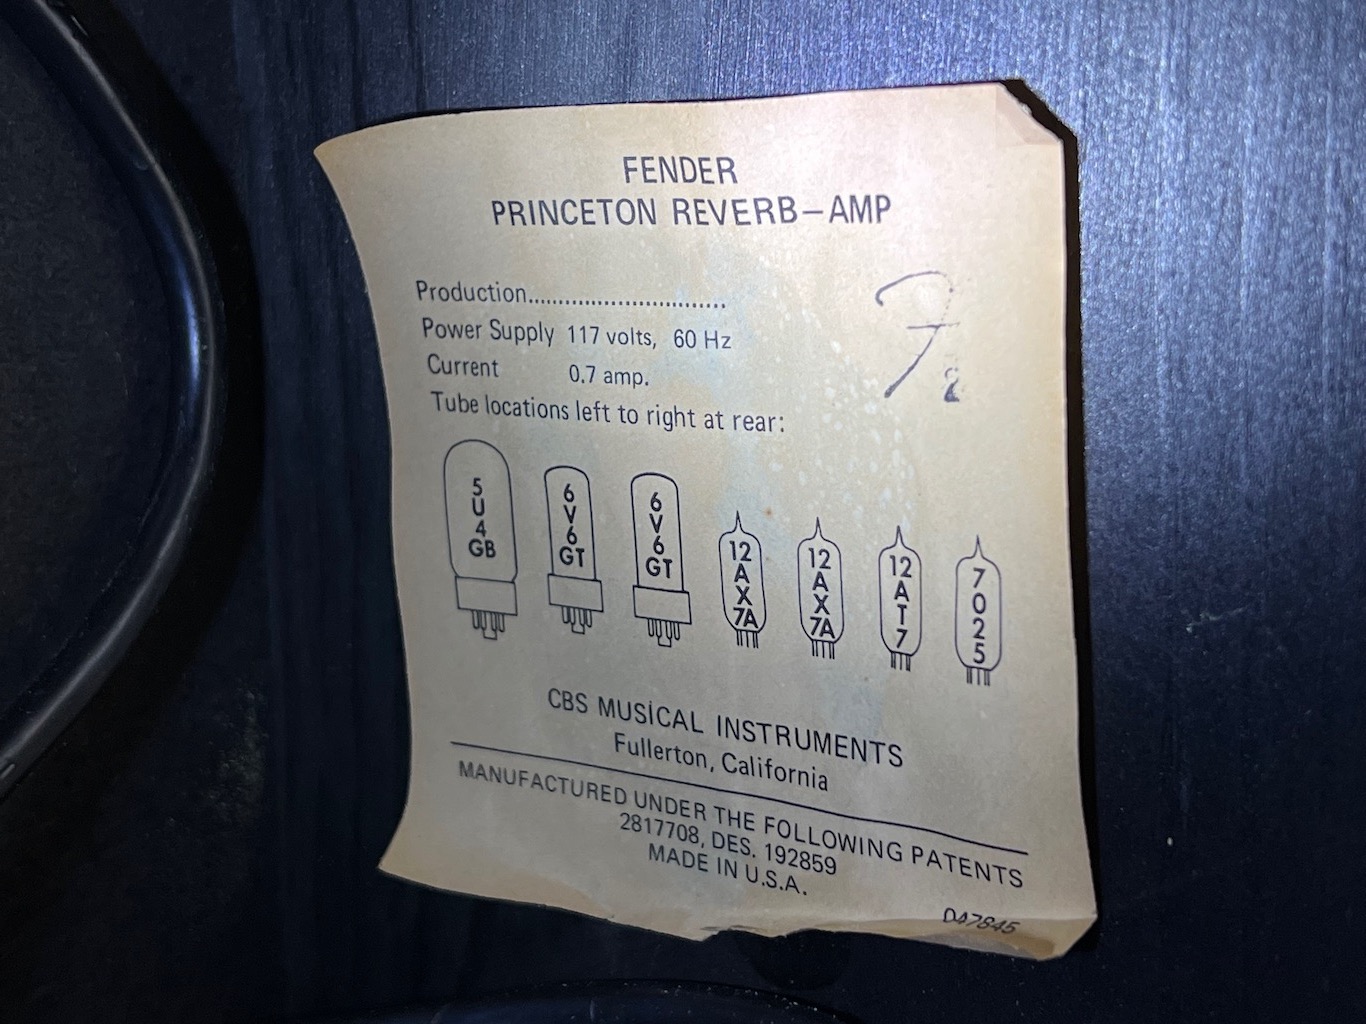 FENDER
PRINCETON REVERB–AMP
Production.................................
Power Supply 117 volts, 60 Hz
Current 0.7 amp.
Tube locations left to right at rear:
5U4GB 6V6GT 6V6GT 12AX7A 12AX7A 12AT7 7025
CBS MUSICAL INSTRUMENTS
Fullerton, California
MANUFACTURED UNDER THE FOLLOWING PATENTS
2817708, DES. 192859
MADE IN U.S.A.
047845